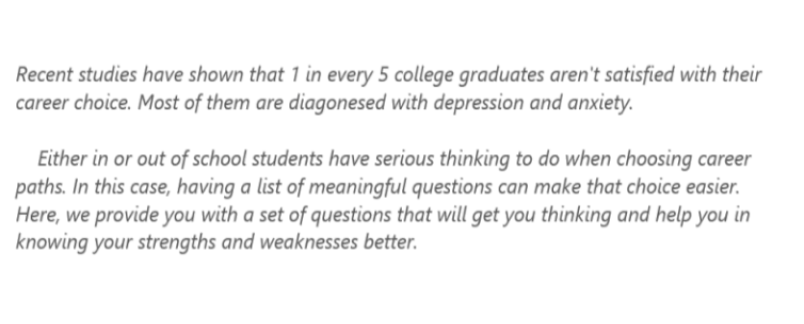 Recent studies have shown that 1 in every 5 college graduates aren't satisfied with their
career choice. Most of them are diagonesed with depression and anxiety.
Either in or out of school students have serious thinking to do when choosing career
paths. In this case, having a list of meaningful questions can make that choice easier.
Here, we provide you with a set of questions that will get you thinking and help you in
knowing your strengths and weaknesses better.